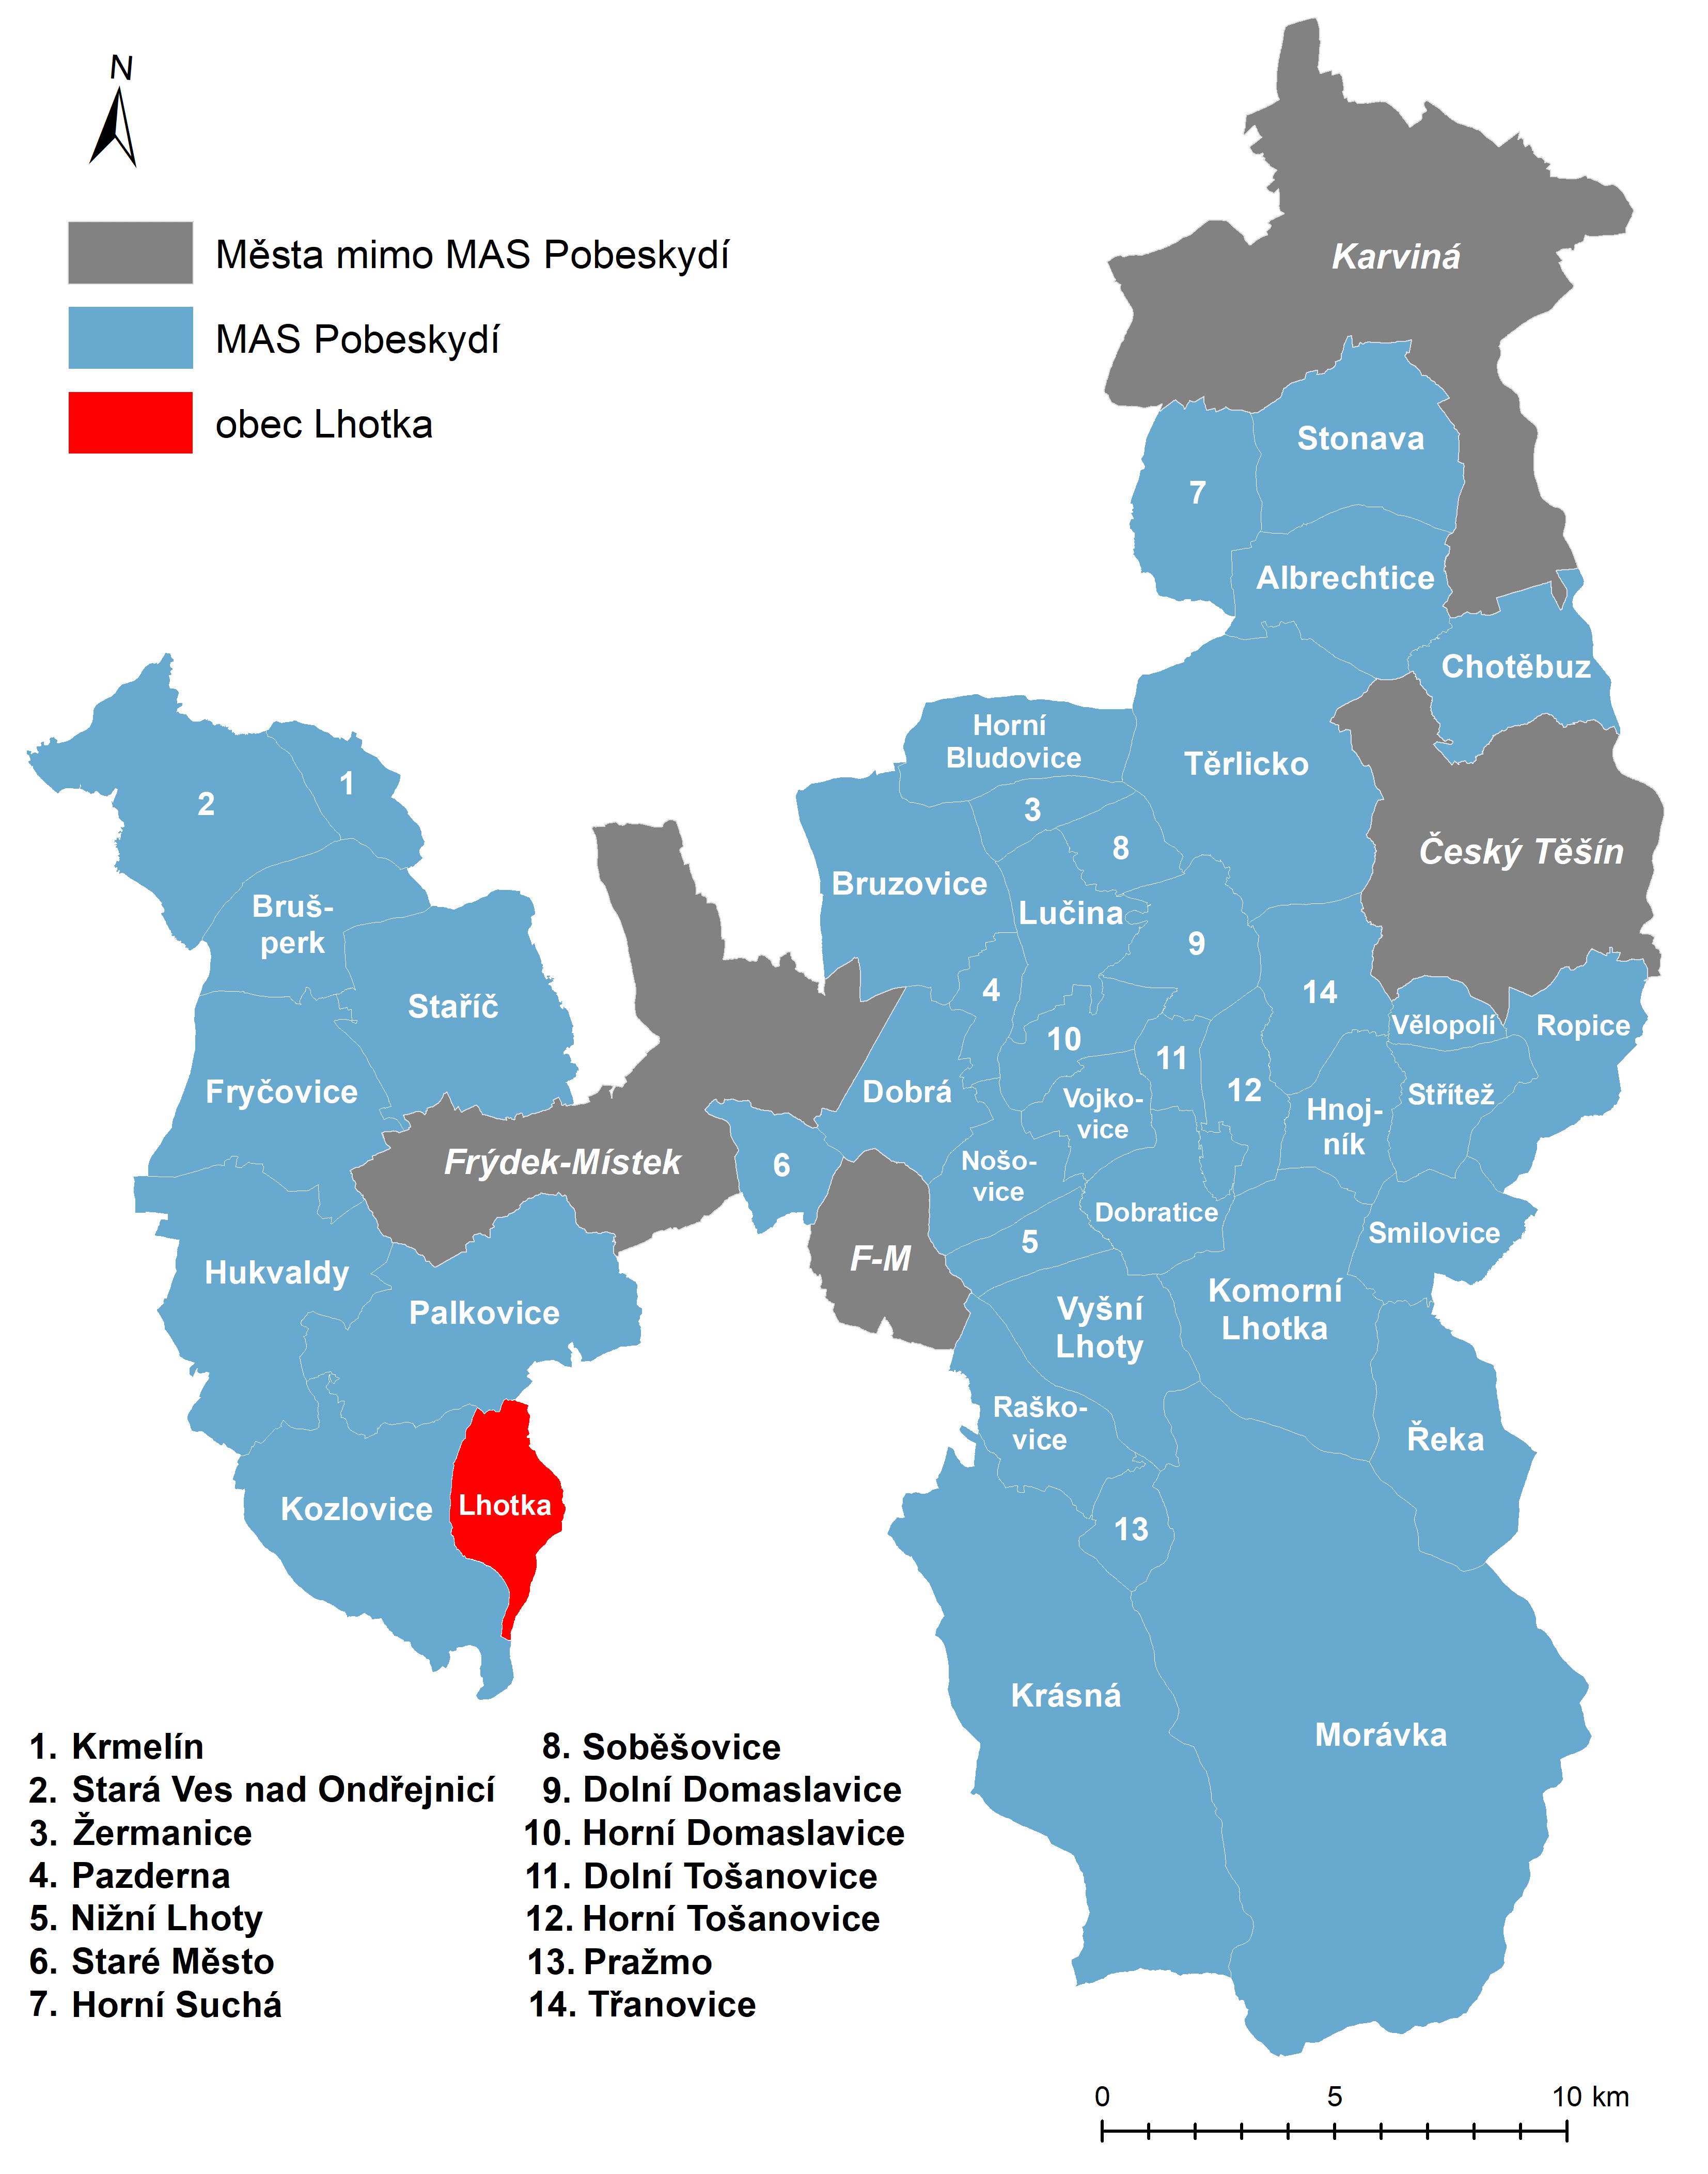 N
Města mimo MAS Pobeskydí
MAS Pobeskydí
obec Lhotka
Karviná
Stonava
7
Albrechtice
Chotěbuz
Horní
Bludovice
Těrlicko
1
2
3
8
Český Těšín
Bruzovice
Lučina
Bruš-
perk
9
Staříč
4
14
Vělopolí
Ropice
10
11
Fryčovice
Dobrá
12
Střítež
Vojko-
vice
Hnoj-
ník
Frýdek-Místek
6
Nošo-
vice
Dobratice
Smilovice
5
F-M
Hukvaldy
Palkovice
Vyšní
Lhoty
Komorní
Lhotka
Raško-
vice
Řeka
Kozlovice
Lhotka
13
Krásná
Morávka
1. Krmelín
2. Stará Ves nad Ondřejnicí
3. Žermanice
4. Pazderna
5. Nižní Lhoty
6. Staré Město
7. Horní Suchá
8. Soběšovice
9. Dolní Domaslavice
10. Horní Domaslavice
11. Dolní Tošanovice
12. Horní Tošanovice
13. Pražmo
14. Třanovice
0 5 10 km